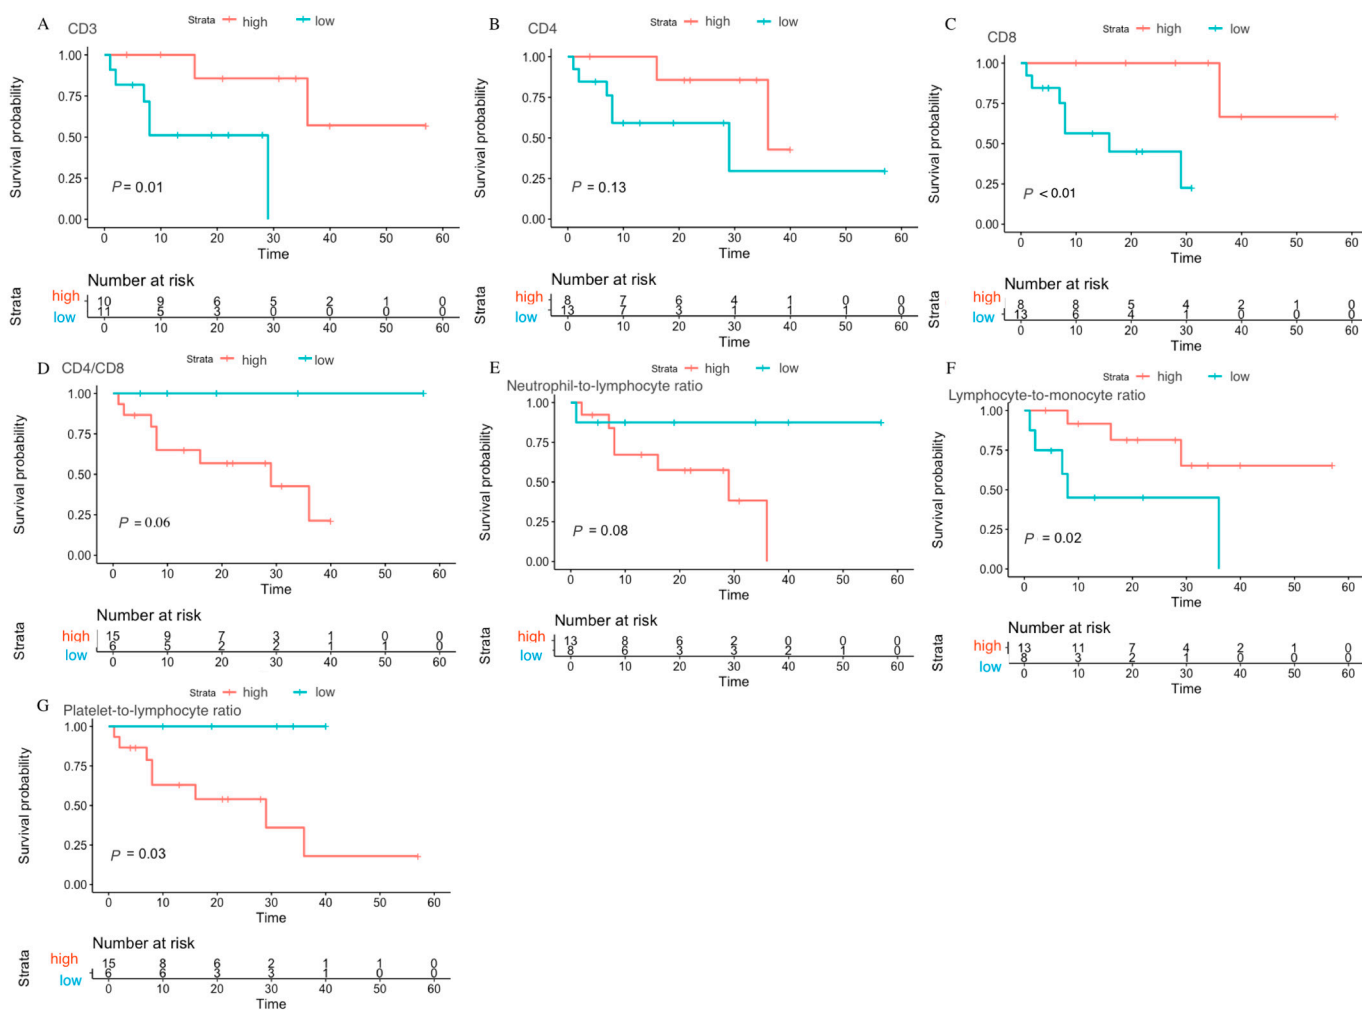 A CD3
Strata high low
Survival probability
1.00
0.75
0.50
0.25
0.00
P = 0.01
0 10 20 30 40 50 60
Time
Number at risk
Strata
high 10 9 6 5 2 1 0
low 11 5 3 0 0 0 0
0 10 20 30 40 50 60
Time
B CD4
Strata high low
Survival probability
1.00
0.75
0.50
0.25
0.00
P = 0.13
0 10 20 30 40 50 60
Time
Number at risk
Strata
high 8 7 6 4 1 0 0
low 13 7 3 1 1 1 0
0 10 20 30 40 50 60
Time
C CD8
Strata high low
Survival probability
1.00
0.75
0.50
0.25
0.00
P < 0.01
0 10 20 30 40 50 60
Time
Number at risk
Strata
high 8 8 5 4 2 1 0
low 13 6 4 1 0 0 0
0 10 20 30 40 50 60
Time
D CD4/CD8
Strata high low
Survival probability
1.00
0.75
0.50
0.25
0.00
P = 0.06
0 10 20 30 40 50 60
Time
Number at risk
Strata
high 15 9 7 3 1 0 0
low 6 5 2 2 1 1 0
0 10 20 30 40 50 60
Time
E Neutrophil-to-lymphocyte ratio
Strata high low
Survival probability
1.00
0.75
0.50
0.25
0.00
P = 0.08
0 10 20 30 40 50 60
Time
Number at risk
Strata
high 13 8 6 2 0 0 0
low 8 6 3 3 2 1 0
0 10 20 30 40 50 60
Time
F Lymphocyte-to-monocyte ratio
Strata high low
Survival probability
1.00
0.75
0.50
0.25
0.00
P = 0.02
0 10 20 30 40 50 60
Time
Number at risk
Strata
high 13 11 7 4 2 1 0
low 8 3 2 1 0 0 0
0 10 20 30 40 50 60
Time
G Platelet-to-lymphocyte ratio
Strata high low
Survival probability
1.00
0.75
0.50
0.25
0.00
P = 0.03
0 10 20 30 40 50 60
Time
Number at risk
Strata
high 15 8 6 2 1 1 0
low 6 6 3 3 1 0 0
0 10 20 30 40 50 60
Time